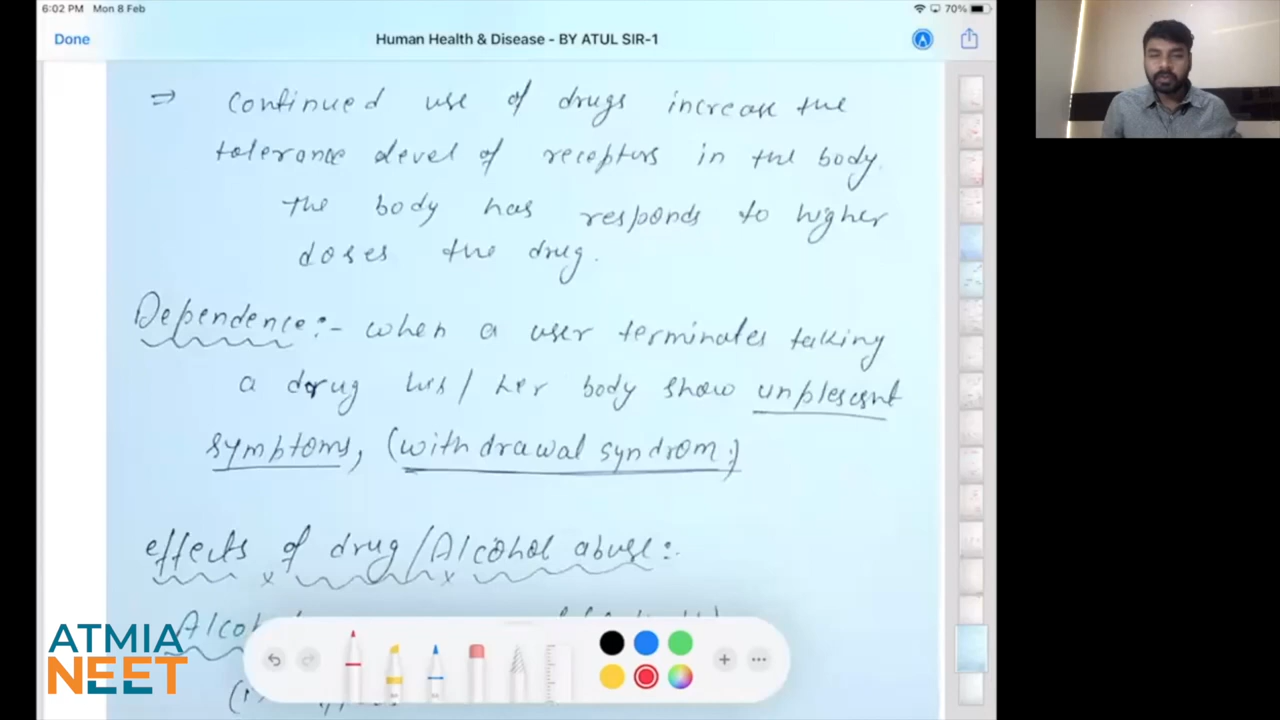 6:02 PM Mon 8 Feb
70%
Done
Human Health & Disease - BY ATUL SIR-1
⇒ continued use of drugs increase the
tolerance level of receptors in the body.
the body has responds to higher
doses the drug.
Dependence:- when a user terminates taking
a drug his/her body show unplesent
symptoms, (withdrawal syndrom.)
effects of drug/Alcohol abuse:.
Alcoh
ATMIA
NEET